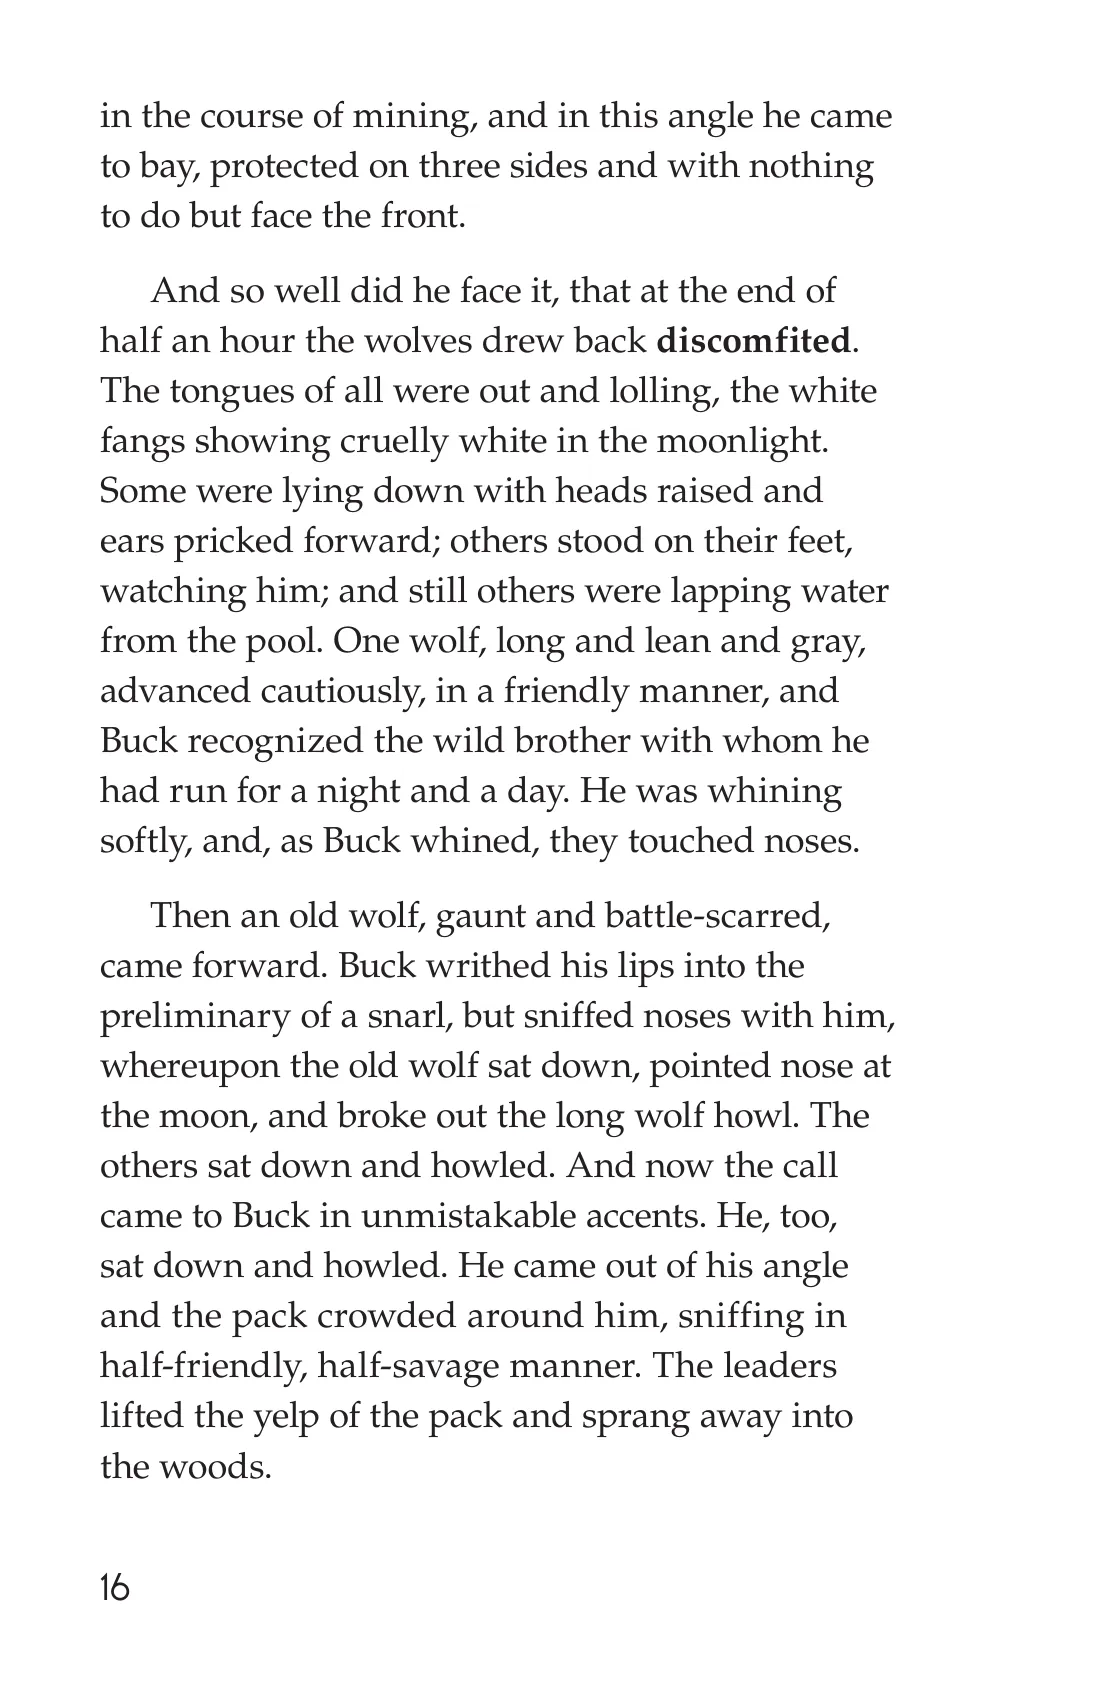 in the course of mining, and in this angle he came
to bay, protected on three sides and with nothing
to do but face the front.
And so well did he face it, that at the end of
half an hour the wolves drew back discomfited.
The tongues of all were out and lolling, the white
fangs showing cruelly white in the moonlight.
Some were lying down with heads raised and
ears pricked forward; others stood on their feet,
watching him; and still others were lapping water
from the pool. One wolf, long and lean and gray,
advanced cautiously, in a friendly manner, and
Buck recognized the wild brother with whom he
had run for a night and a day. He was whining
softly, and, as Buck whined, they touched noses.
Then an old wolf, gaunt and battle-scarred,
came forward. Buck writhed his lips into the
preliminary of a snarl, but sniffed noses with him,
whereupon the old wolf sat down, pointed nose at
the moon, and broke out the long wolf howl. The
others sat down and howled. And now the call
came to Buck in unmistakable accents. He, too,
sat down and howled. He came out of his angle
and the pack crowded around him, sniffing in
half-friendly, half-savage manner. The leaders
lifted the yelp of the pack and sprang away into
the woods.
16